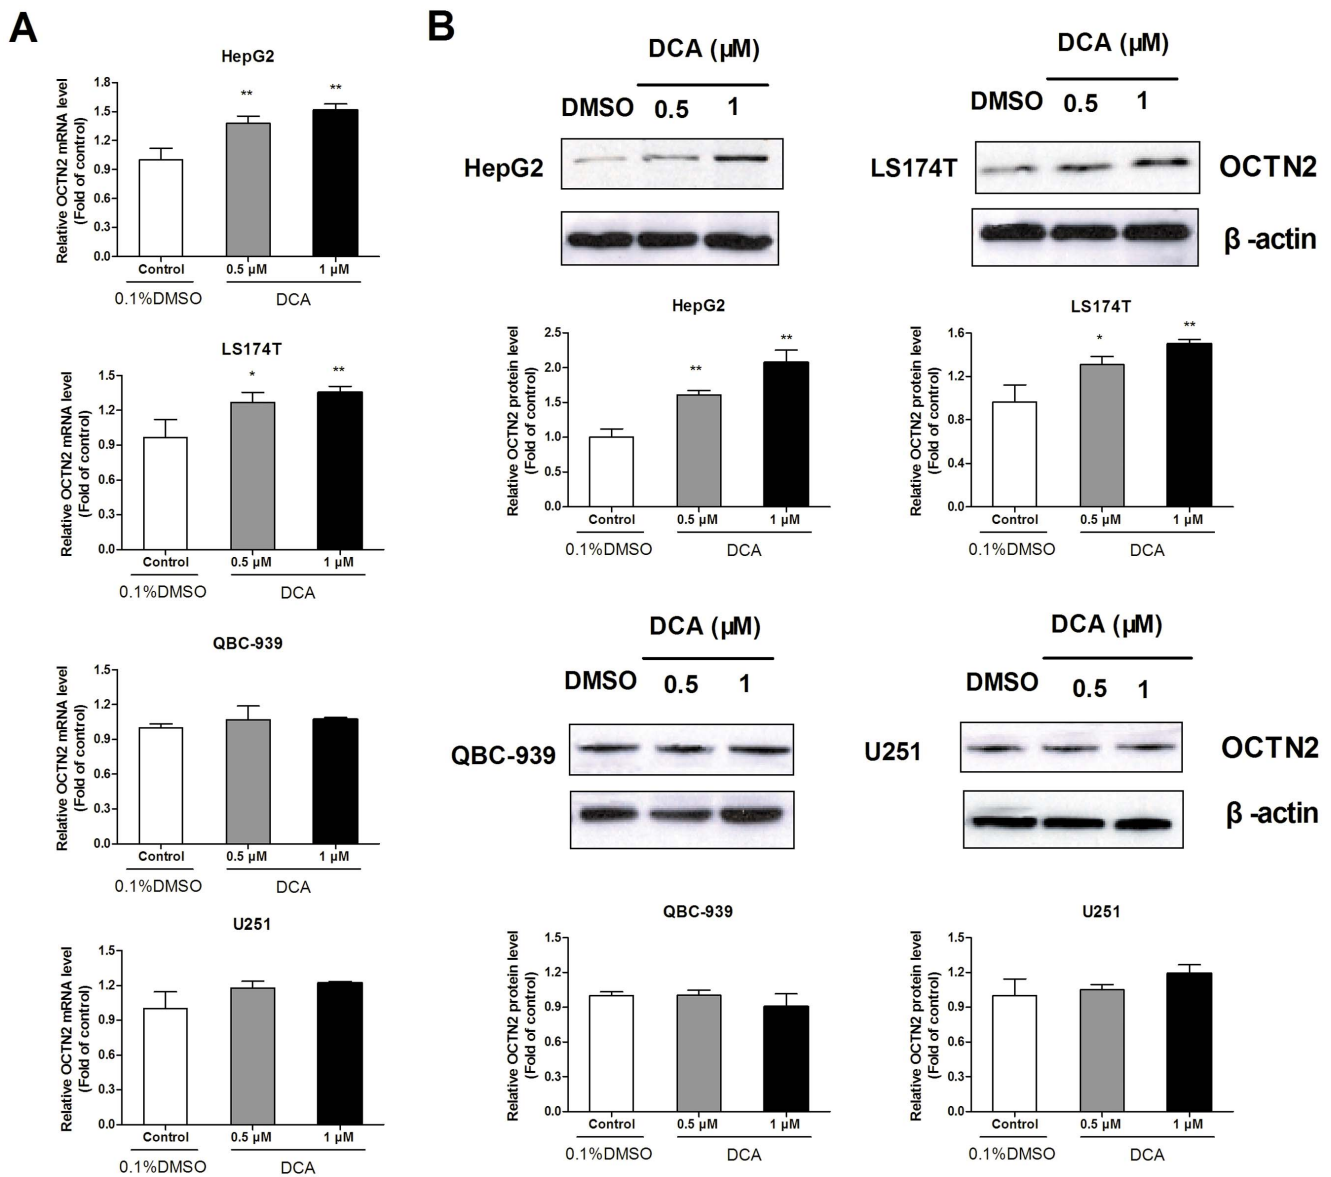 A
HepG2
Relative OCTN2 mRNA level
(Fold of control)
1.8
1.5
1.2
0.9
0.6
0.3
0.0
** **
Control 0.5 µM 1 µM
0.1%DMSO DCA
LS174T
Relative OCTN2 mRNA level
(Fold of control)
1.5
1.2
0.9
0.6
0.3
0.0
* **
Control 0.5 µM 1 µM
0.1%DMSO DCA
QBC-939
Relative OCTN2 mRNA level
(Fold of control)
1.5
1.2
0.9
0.6
0.3
0.0
Control 0.5 µM 1 µM
0.1%DMSO DCA
U251
Relative OCTN2 mRNA level
(Fold of control)
1.5
1.2
0.9
0.6
0.3
0.0
Control 0.5 µM 1 µM
0.1%DMSO DCA
B
DCA (µM)
DMSO 0.5 1
HepG2
DCA (µM)
DMSO 0.5 1
LS174T OCTN2
β -actin
HepG2
Relative OCTN2 protein level
(Fold of control)
2.5
2.0
1.5
1.0
0.5
0.0
** **
Control 0.5 µM 1 µM
0.1%DMSO DCA
LS174T
Relative OCTN2 protein level
(Fold of control)
1.6
1.2
0.8
0.4
0.0
* **
Control 0.5 µM 1 µM
0.1%DMSO DCA
DCA (µM)
DMSO 0.5 1
QBC-939
DCA (µM)
DMSO 0.5 1
U251 OCTN2
β -actin
QBC-939
Relative OCTN2 protein level
(Fold of control)
1.5
1.2
0.9
0.6
0.3
0.0
Control 0.5 µM 1 µM
0.1%DMSO DCA
U251
Relative OCTN2 protein level
(Fold of control)
1.5
1.2
0.9
0.6
0.3
0.0
Control 0.5 µM 1 µM
0.1%DMSO DCA